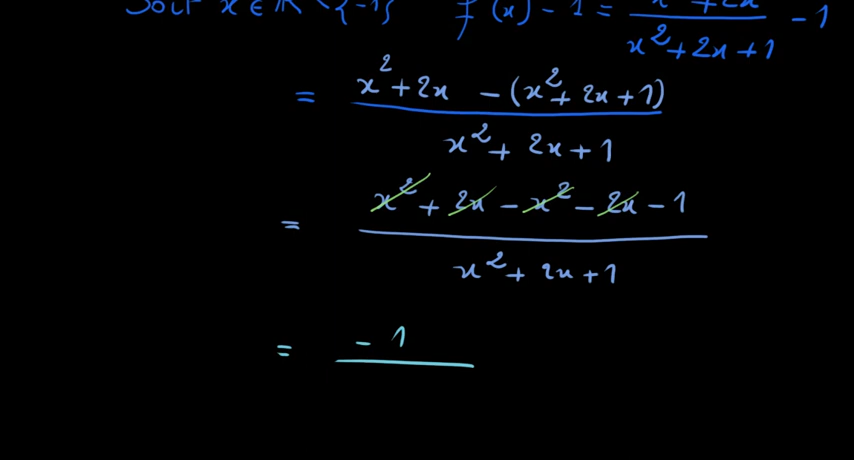 Soit x ∈ ℝ \ {-1} f(x) - 1 = (x² + 2x)/(x² + 2x + 1) - 1
= (x² + 2x - (x² + 2x + 1))/(x² + 2x + 1)
= (x² + 2x - x² - 2x - 1)/(x² + 2x + 1)
= -1